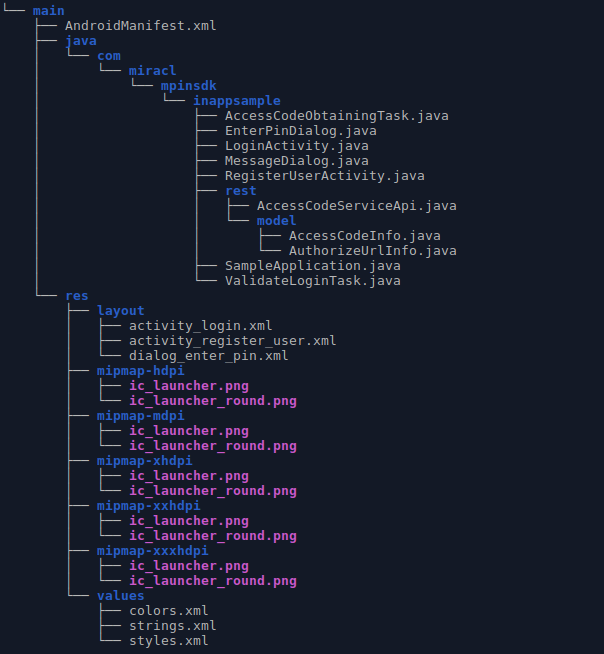 └── main
    ├── AndroidManifest.xml
    ├── java
    │   └── com
    │       └── miracl
    │           └── mpinsdk
    │               └── inappsample
    │                   ├── AccessCodeObtainingTask.java
    │                   ├── EnterPinDialog.java
    │                   ├── LoginActivity.java
    │                   ├── MessageDialog.java
    │                   ├── RegisterUserActivity.java
    │                   ├── rest
    │                   │   ├── AccessCodeServiceApi.java
    │                   │   └── model
    │                   │       ├── AccessCodeInfo.java
    │                   │       └── AuthorizeUrlInfo.java
    │                   ├── SampleApplication.java
    │                   └── ValidateLoginTask.java
    └── res
        ├── layout
        │   ├── activity_login.xml
        │   ├── activity_register_user.xml
        │   └── dialog_enter_pin.xml
        ├── mipmap-hdpi
        │   ├── ic_launcher.png
        │   └── ic_launcher_round.png
        ├── mipmap-mdpi
        │   ├── ic_launcher.png
        │   └── ic_launcher_round.png
        ├── mipmap-xhdpi
        │   ├── ic_launcher.png
        │   └── ic_launcher_round.png
        ├── mipmap-xxhdpi
        │   ├── ic_launcher.png
        │   └── ic_launcher_round.png
        ├── mipmap-xxxhdpi
        │   ├── ic_launcher.png
        │   └── ic_launcher_round.png
        └── values
            ├── colors.xml
            ├── strings.xml
            └── styles.xml